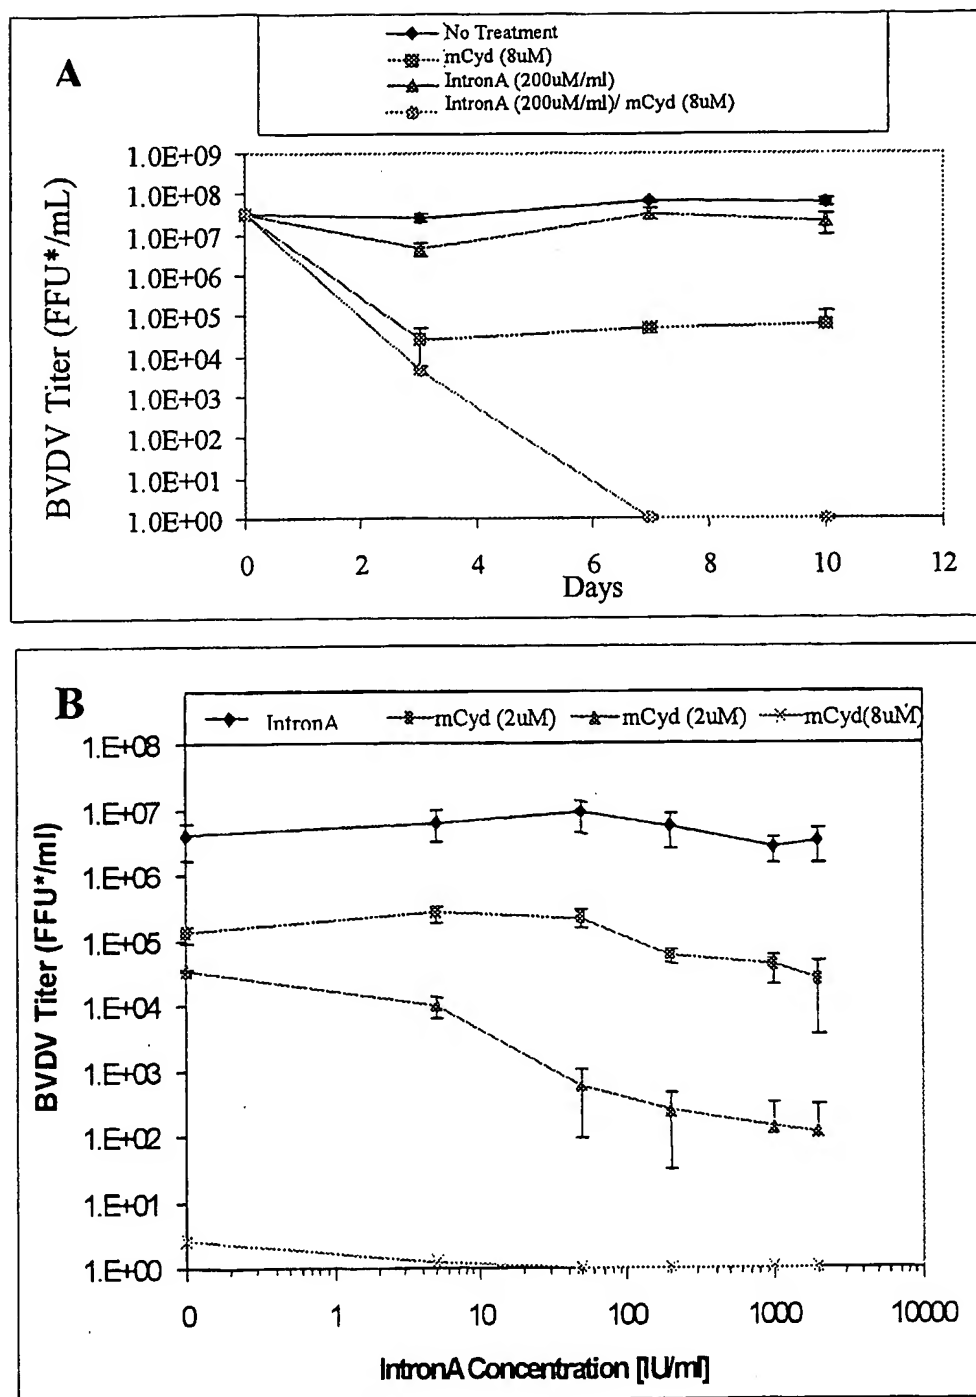 A
No Treatment
mCyd (8uM)
IntronA (200uM/ml)
IntronA (200uM/ml)/ mCyd (8uM)
BVDV Titer (FFU*/mL)
1.0E+09
1.0E+08
1.0E+07
1.0E+06
1.0E+05
1.0E+04
1.0E+03
1.0E+02
1.0E+01
1.0E+00
0 2 4 6 8 10 12
Days
B
IntronA mCyd (2uM) mCyd (2uM) mCyd(8uM)
BVDV Titer (FFU*/ml)
1.E+08
1.E+07
1.E+06
1.E+05
1.E+04
1.E+03
1.E+02
1.E+01
1.E+00
0 1 10 100 1000 10000
IntronA Concentration [IU/ml]